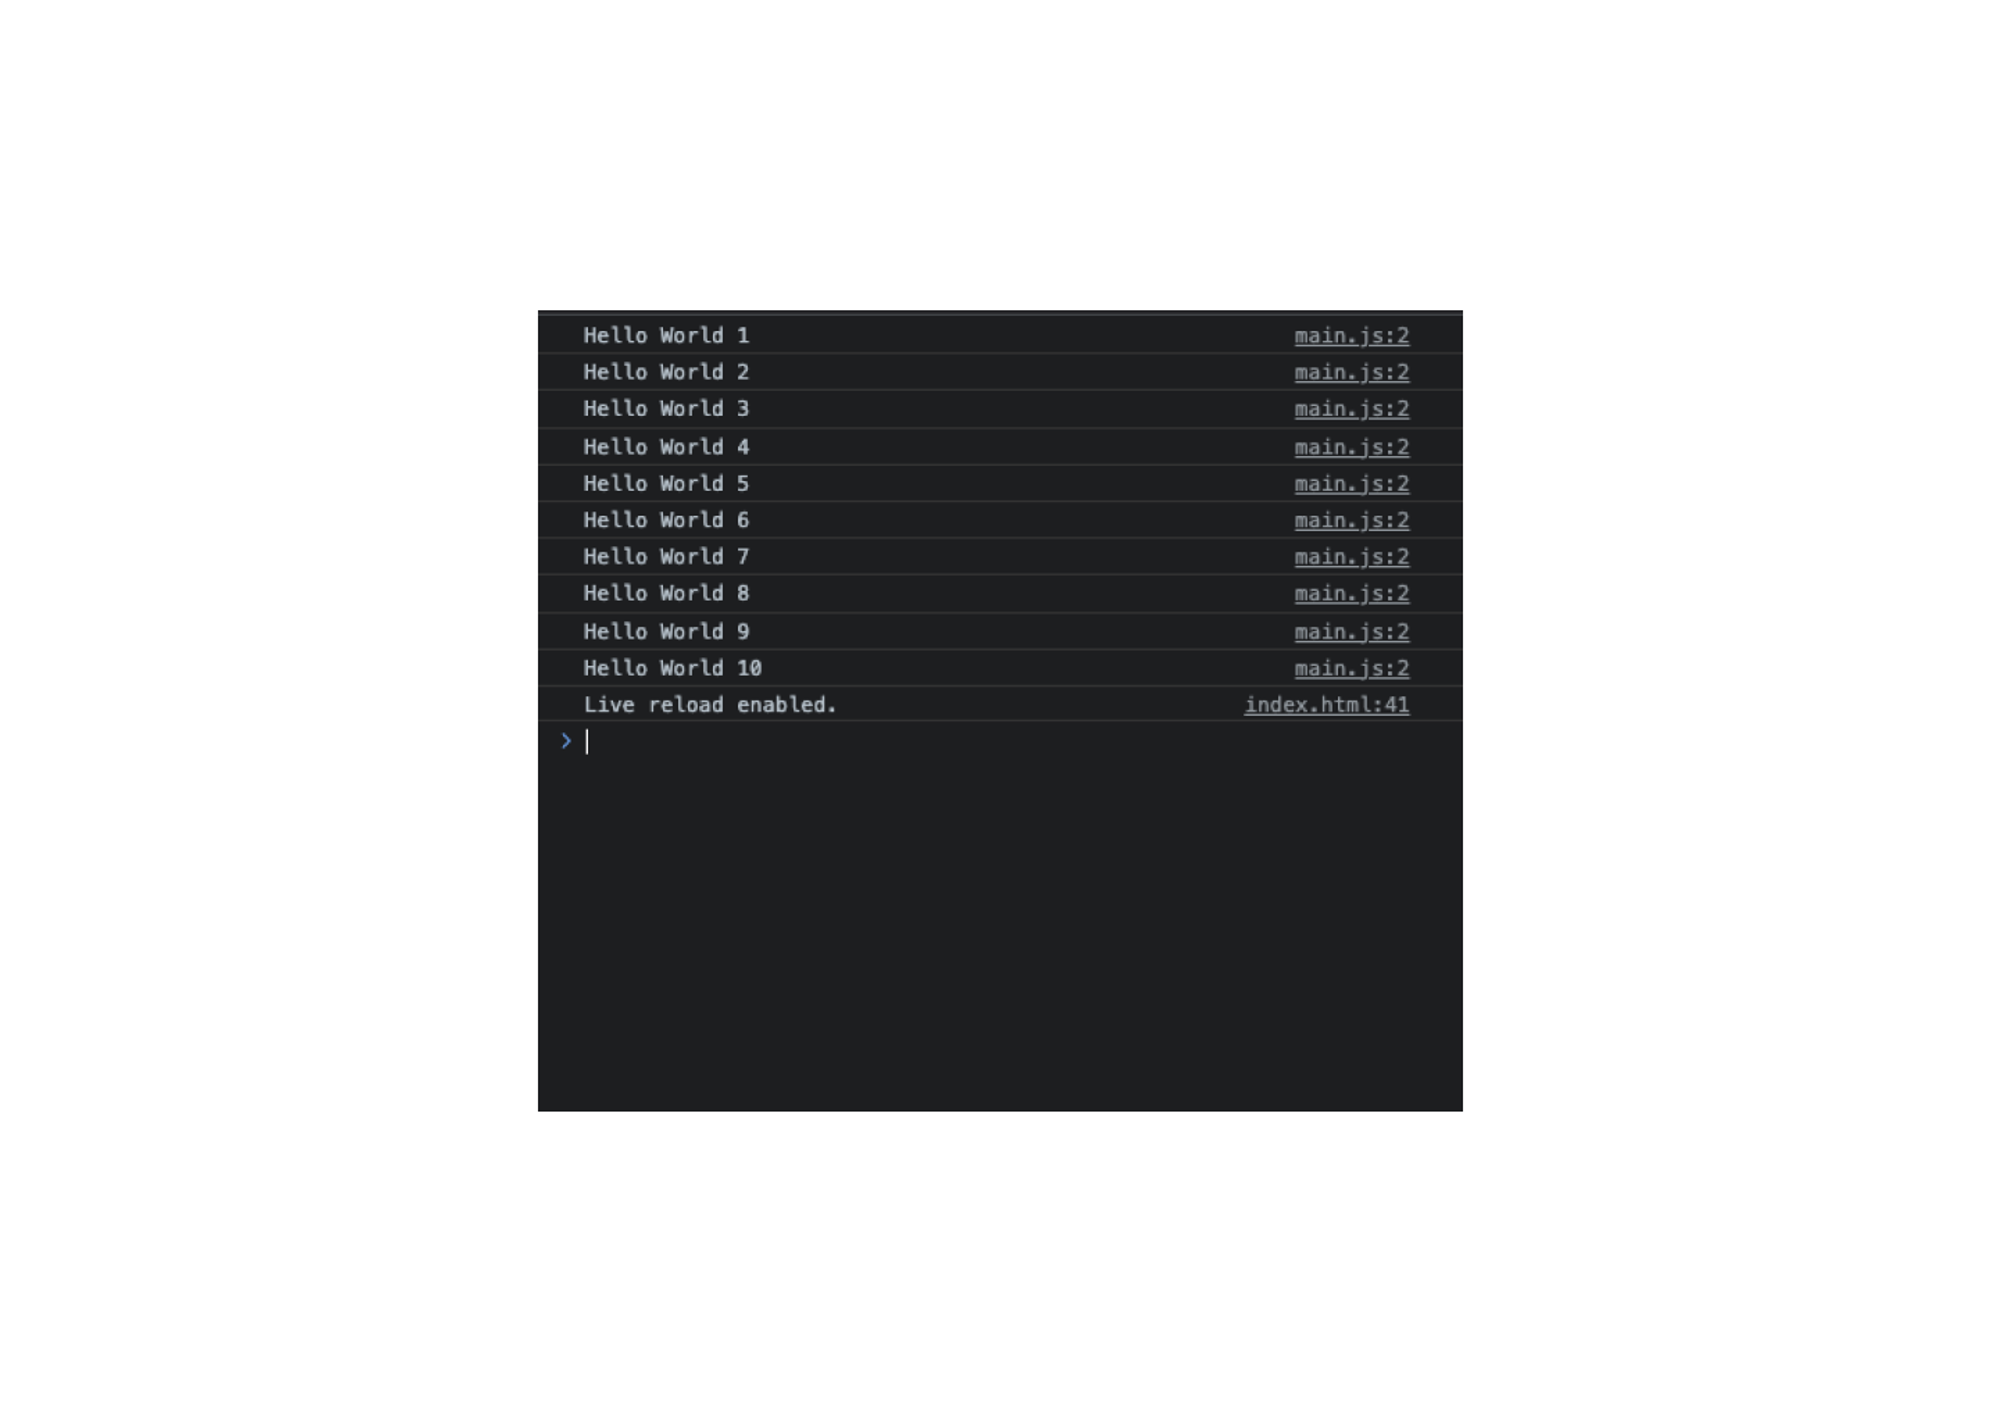 Hello World 1 main.js:2
Hello World 2 main.js:2
Hello World 3 main.js:2
Hello World 4 main.js:2
Hello World 5 main.js:2
Hello World 6 main.js:2
Hello World 7 main.js:2
Hello World 8 main.js:2
Hello World 9 main.js:2
Hello World 10 main.js:2
Live reload enabled. index.html:41
>